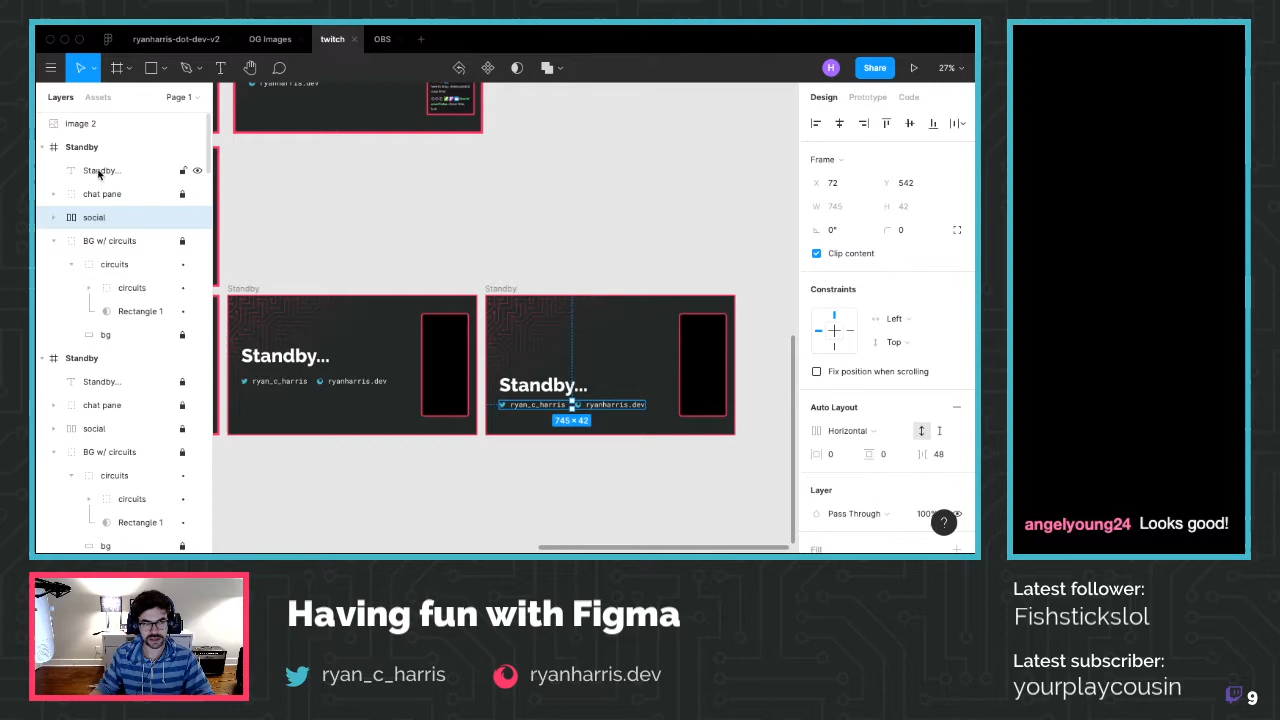 ryanharris-dot-dev-v2 OG Images twitch OBS
H Share 27%
Layers Assets Page 1
image 2
Standby
Standby...
chat pane
social
BG w/ circuits
circuits
circuits
Rectangle 1
bg
Standby
Standby...
chat pane
social
BG w/ circuits
circuits
circuits
Rectangle 1
bg
ryanharris.dev
Standby
Standby...
ryan_c_harris ryanharris.dev
Standby
Standby...
ryan_c_harris ryanharris.dev
745 × 42
Design Prototype Code
Frame
X 72 Y 542
W 745 H 42
0° 0
Clip content
Constraints
Left
Top
Fix position when scrolling
Auto Layout
Horizontal
0 0 48
Layer
Pass Through 100%
?
Fill
angelyoung24 Looks good!
Having fun with Figma
ryan_c_harris ryanharris.dev
Latest follower:
Fishstickslol
Latest subscriber:
yourplaycousin
9